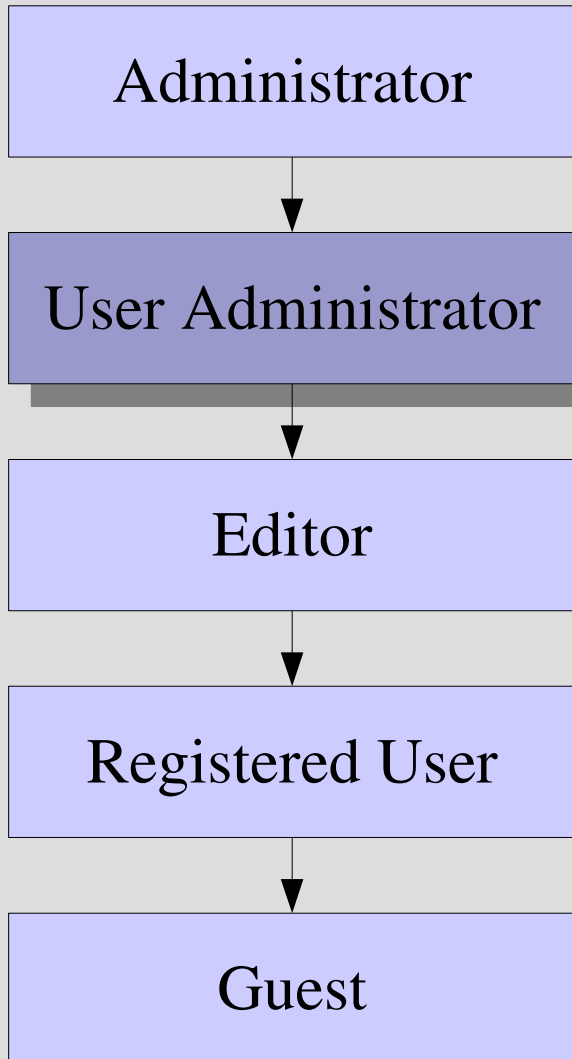 Administrator
User Administrator
Editor
Registered User
Guest